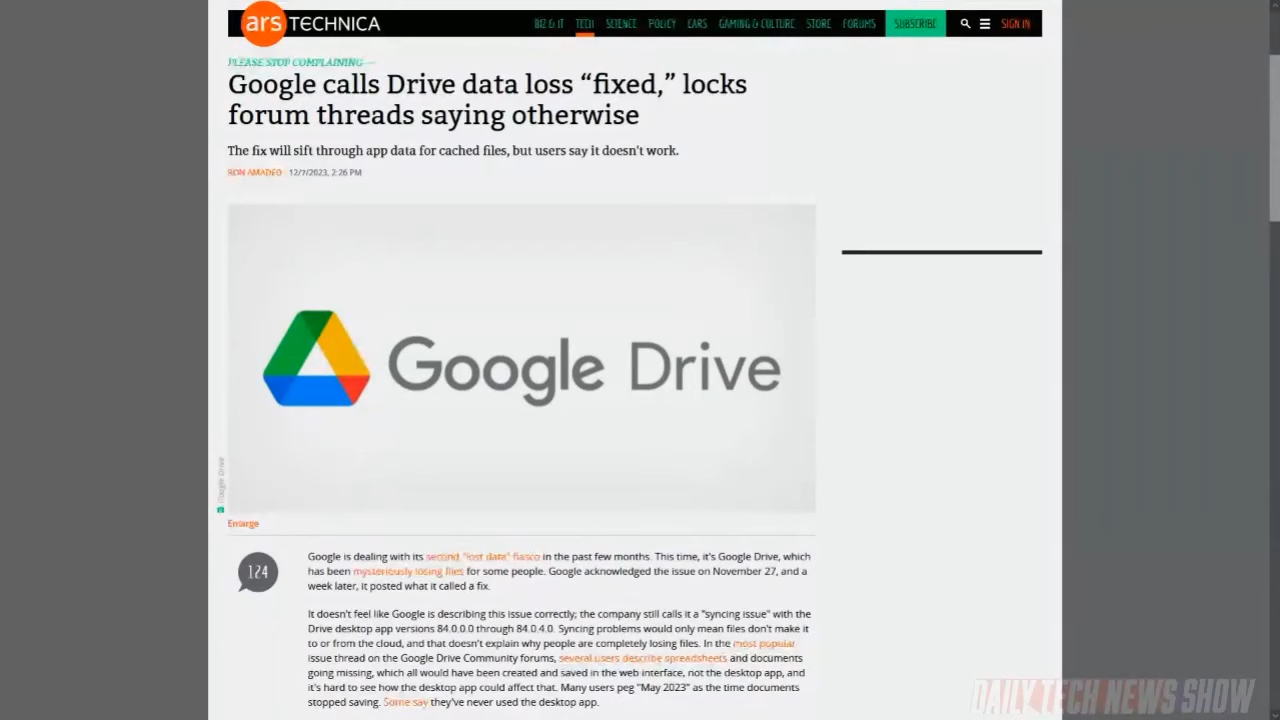 ars TECHNICA
BIZ & IT TECH SCIENCE POLICY CARS GAMING & CULTURE STORE FORUMS SUBSCRIBE SIGN IN
PLEASE STOP COMPLAINING —
Google calls Drive data loss “fixed,” locks
forum threads saying otherwise
The fix will sift through app data for cached files, but users say it doesn't work.
RON AMADEO - 12/7/2023, 2:26 PM
Google Drive
Google Drive
Enlarge
124
Google is dealing with its second "lost data" fiasco in the past few months. This time, it's Google Drive, which
has been mysteriously losing files for some people. Google acknowledged the issue on November 27, and a
week later, it posted what it called a fix.
It doesn't feel like Google is describing this issue correctly; the company still calls it a "syncing issue" with the
Drive desktop app versions 84.0.0.0 through 84.0.4.0. Syncing problems would only mean files don't make it
to or from the cloud, and that doesn't explain why people are completely losing files. In the most popular
issue thread on the Google Drive Community forums, several users describe spreadsheets and documents
going missing, which all would have been created and saved in the web interface, not the desktop app, and
it's hard to see how the desktop app could affect that. Many users peg "May 2023" as the time documents
stopped saving. Some say they've never used the desktop app.
DAILY TECH NEWS SHOW